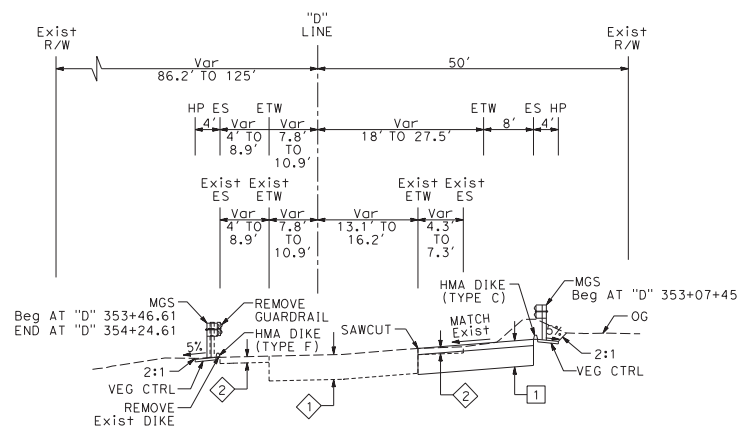 "D"
LINE
Exist
R/W
Exist
R/W
Var
86.2' TO 125'
50'
HP ES ETW
ETW ES HP
4'
Var
4' TO
8.9'
Var
7.8'
TO
10.9'
Var
18' TO 27.5'
8'
4'
Exist Exist
ES ETW
Exist Exist
ETW ES
Var
4' TO
8.9'
Var
7.8'
TO
10.9'
Var
13.1' TO
16.2'
Var
4.3'
TO
7.3'
MGS
Beg AT "D" 353+46.61
END AT "D" 354+24.61
REMOVE
GUARDRAIL
HMA DIKE
(TYPE F)
SAWCUT
MATCH
Exist
HMA DIKE
(TYPE C)
MGS
Beg AT "D" 353+07+45
OG
5%
2:1
VEG CTRL
REMOVE
Exist DIKE
2
1
2
1
5%
2:1
VEG CTRL